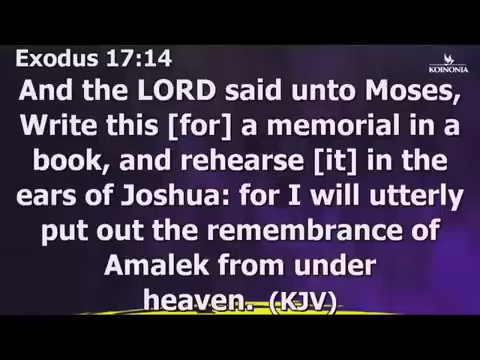 Exodus 17:14
KOINONIA
And the LORD said unto Moses,
Write this [for] a memorial in a
book, and rehearse [it] in the
ears of Joshua: for I will utterly
put out the remembrance of
Amalek from under
heaven. (KJV)